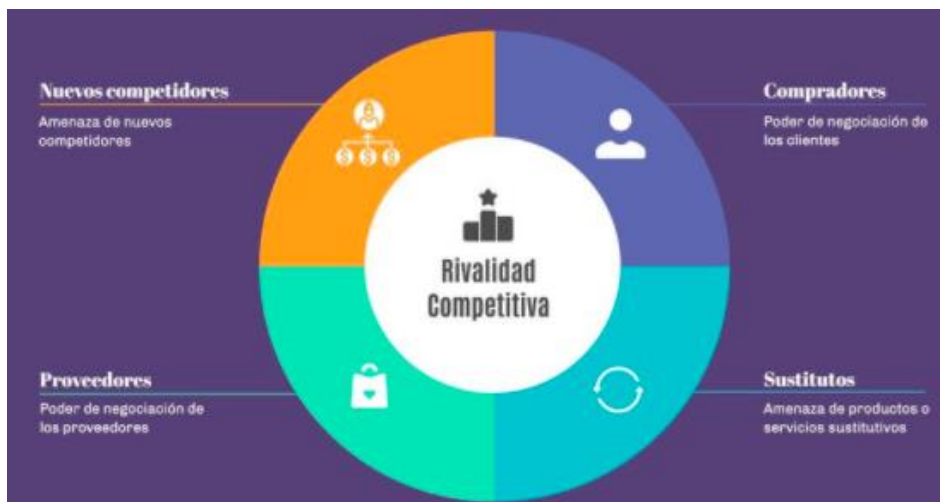 Nuevos competidores
Amenaza de nuevos
competidores
Compradores
Poder de negociación de
los clientes
Rivalidad
Competitiva
Proveedores
Poder de negociación de
los proveedores
Sustitutos
Amenaza de productos o
servicios sustitutivos